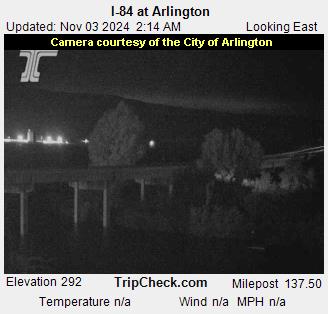 I-84 at Arlington
Updated: Nov 03 2024 2:14 AM Looking East
Camera courtesy of the City of Arlington
Elevation 292 TripCheck.com Milepost 137.50
Temperature n/a Wind n/a MPH n/a